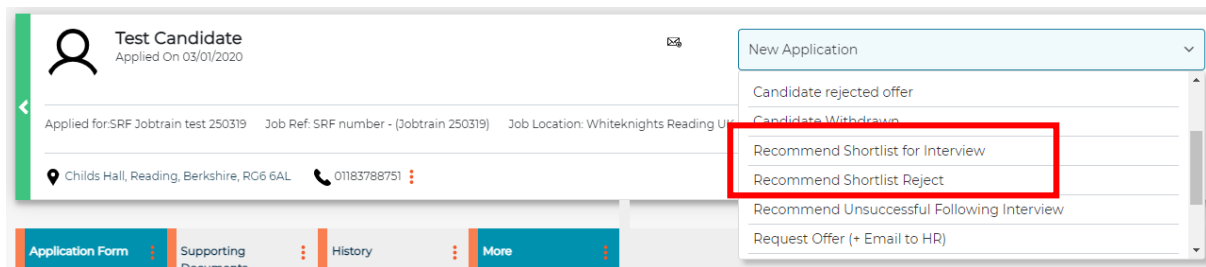 Test Candidate
Applied On 03/01/2020
New Application
Candidate rejected offer
Applied for:SRF Jobtrain test 250319 Job Ref: SRF number - (Jobtrain 250319) Job Location: Whiteknights Reading UK
Candidate Withdrawn
Recommend Shortlist for Interview
Childs Hall, Reading, Berkshire, RG6 6AL 01183788751
Recommend Shortlist Reject
Recommend Unsuccessful Following Interview
Request Offer (+ Email to HR)
Application Form Supporting History More
Documents